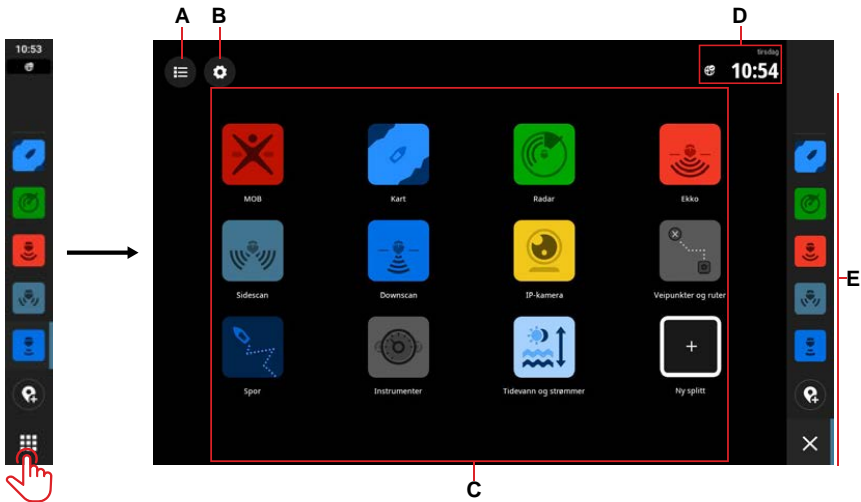 A
B
D
10:53
tirsdag
10:54
MOB
Kart
Radar
Ekko
E
Sidescan
Downscan
IP-kamera
Veipunkter og ruter
Spor
Instrumenter
Tidevann og strømmer
Ny splitt
C